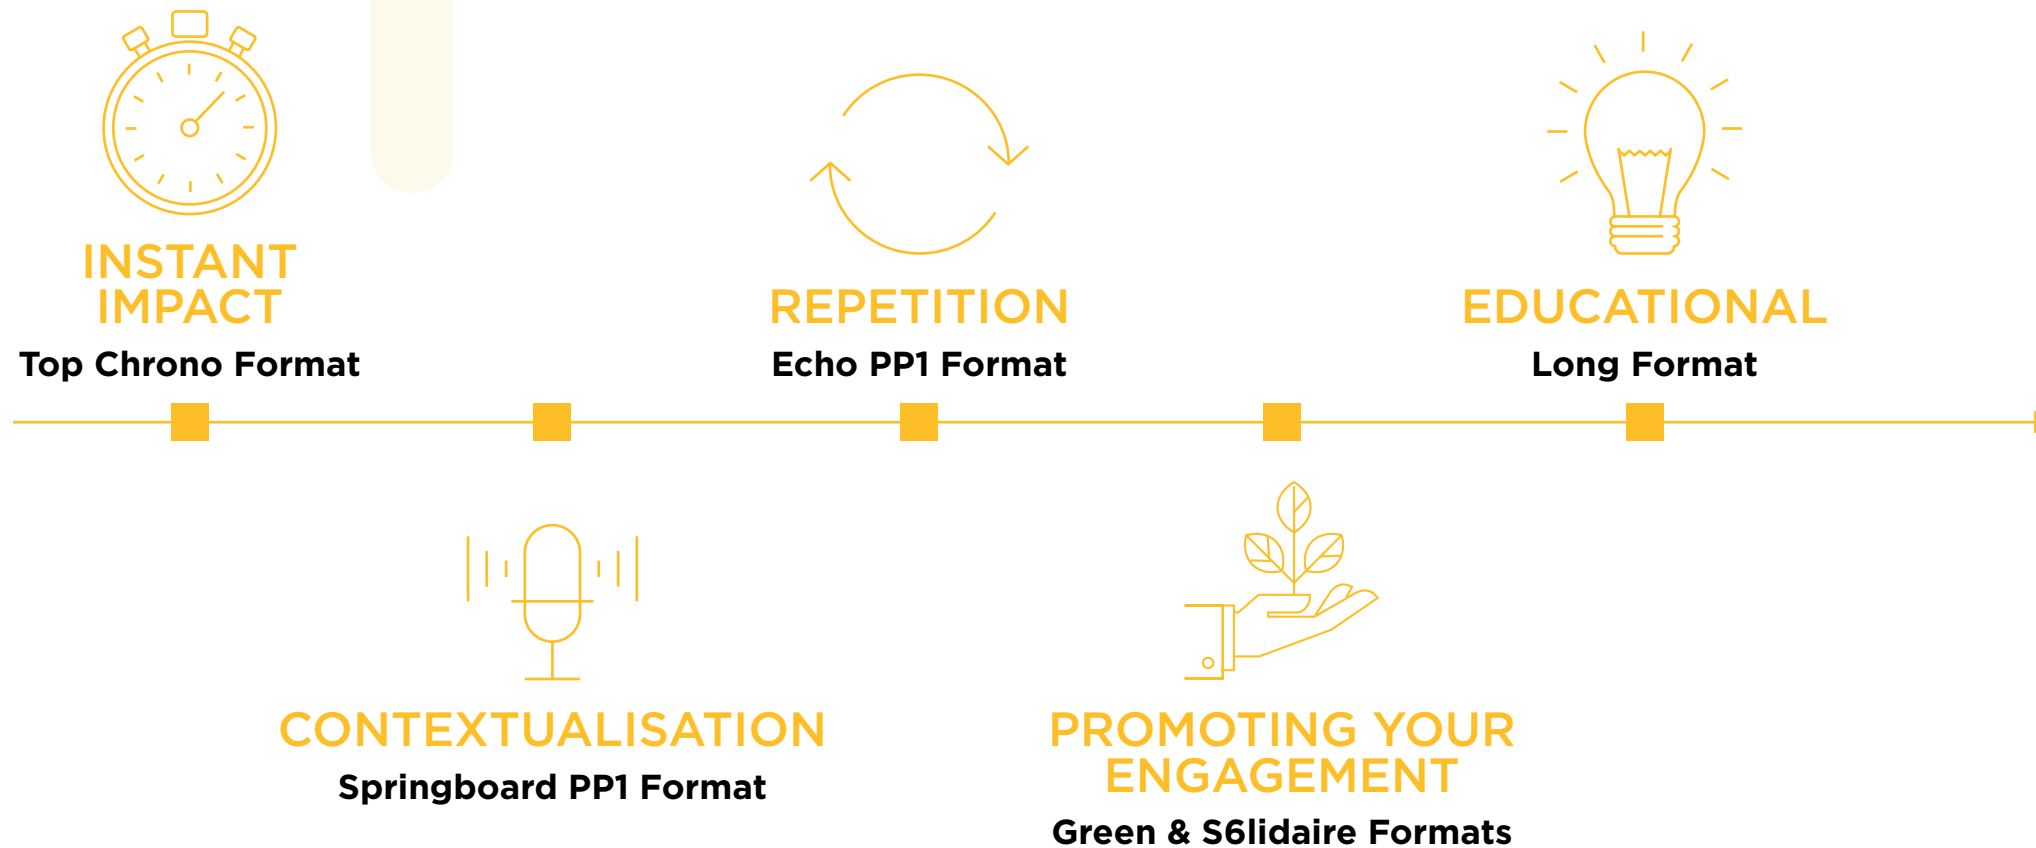 INSTANT
IMPACT
Top Chrono Format
CONTEXTUALISATION
Springboard PP1 Format
REPETITION
Echo PP1 Format
PROMOTING YOUR
ENGAGEMENT
Green & S6lidaire Formats
EDUCATIONAL
Long Format